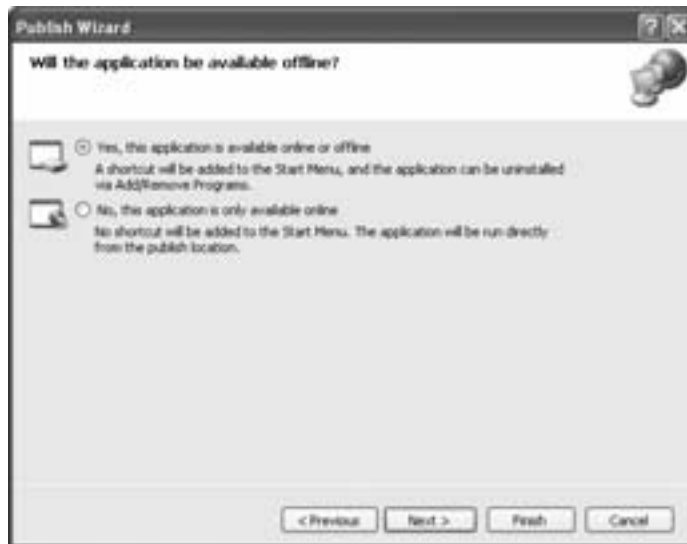 Publish Wizard
Will the application be available offline?
Yes, this application is available online or offline
A shortcut will be added to the Start Menu, and the application can be uninstalled
via Add/Remove Programs.
No, this application is only available online
No shortcut will be added to the Start Menu. The application will be run directly
from the publish location.
< Previous
Next >
Finish
Cancel